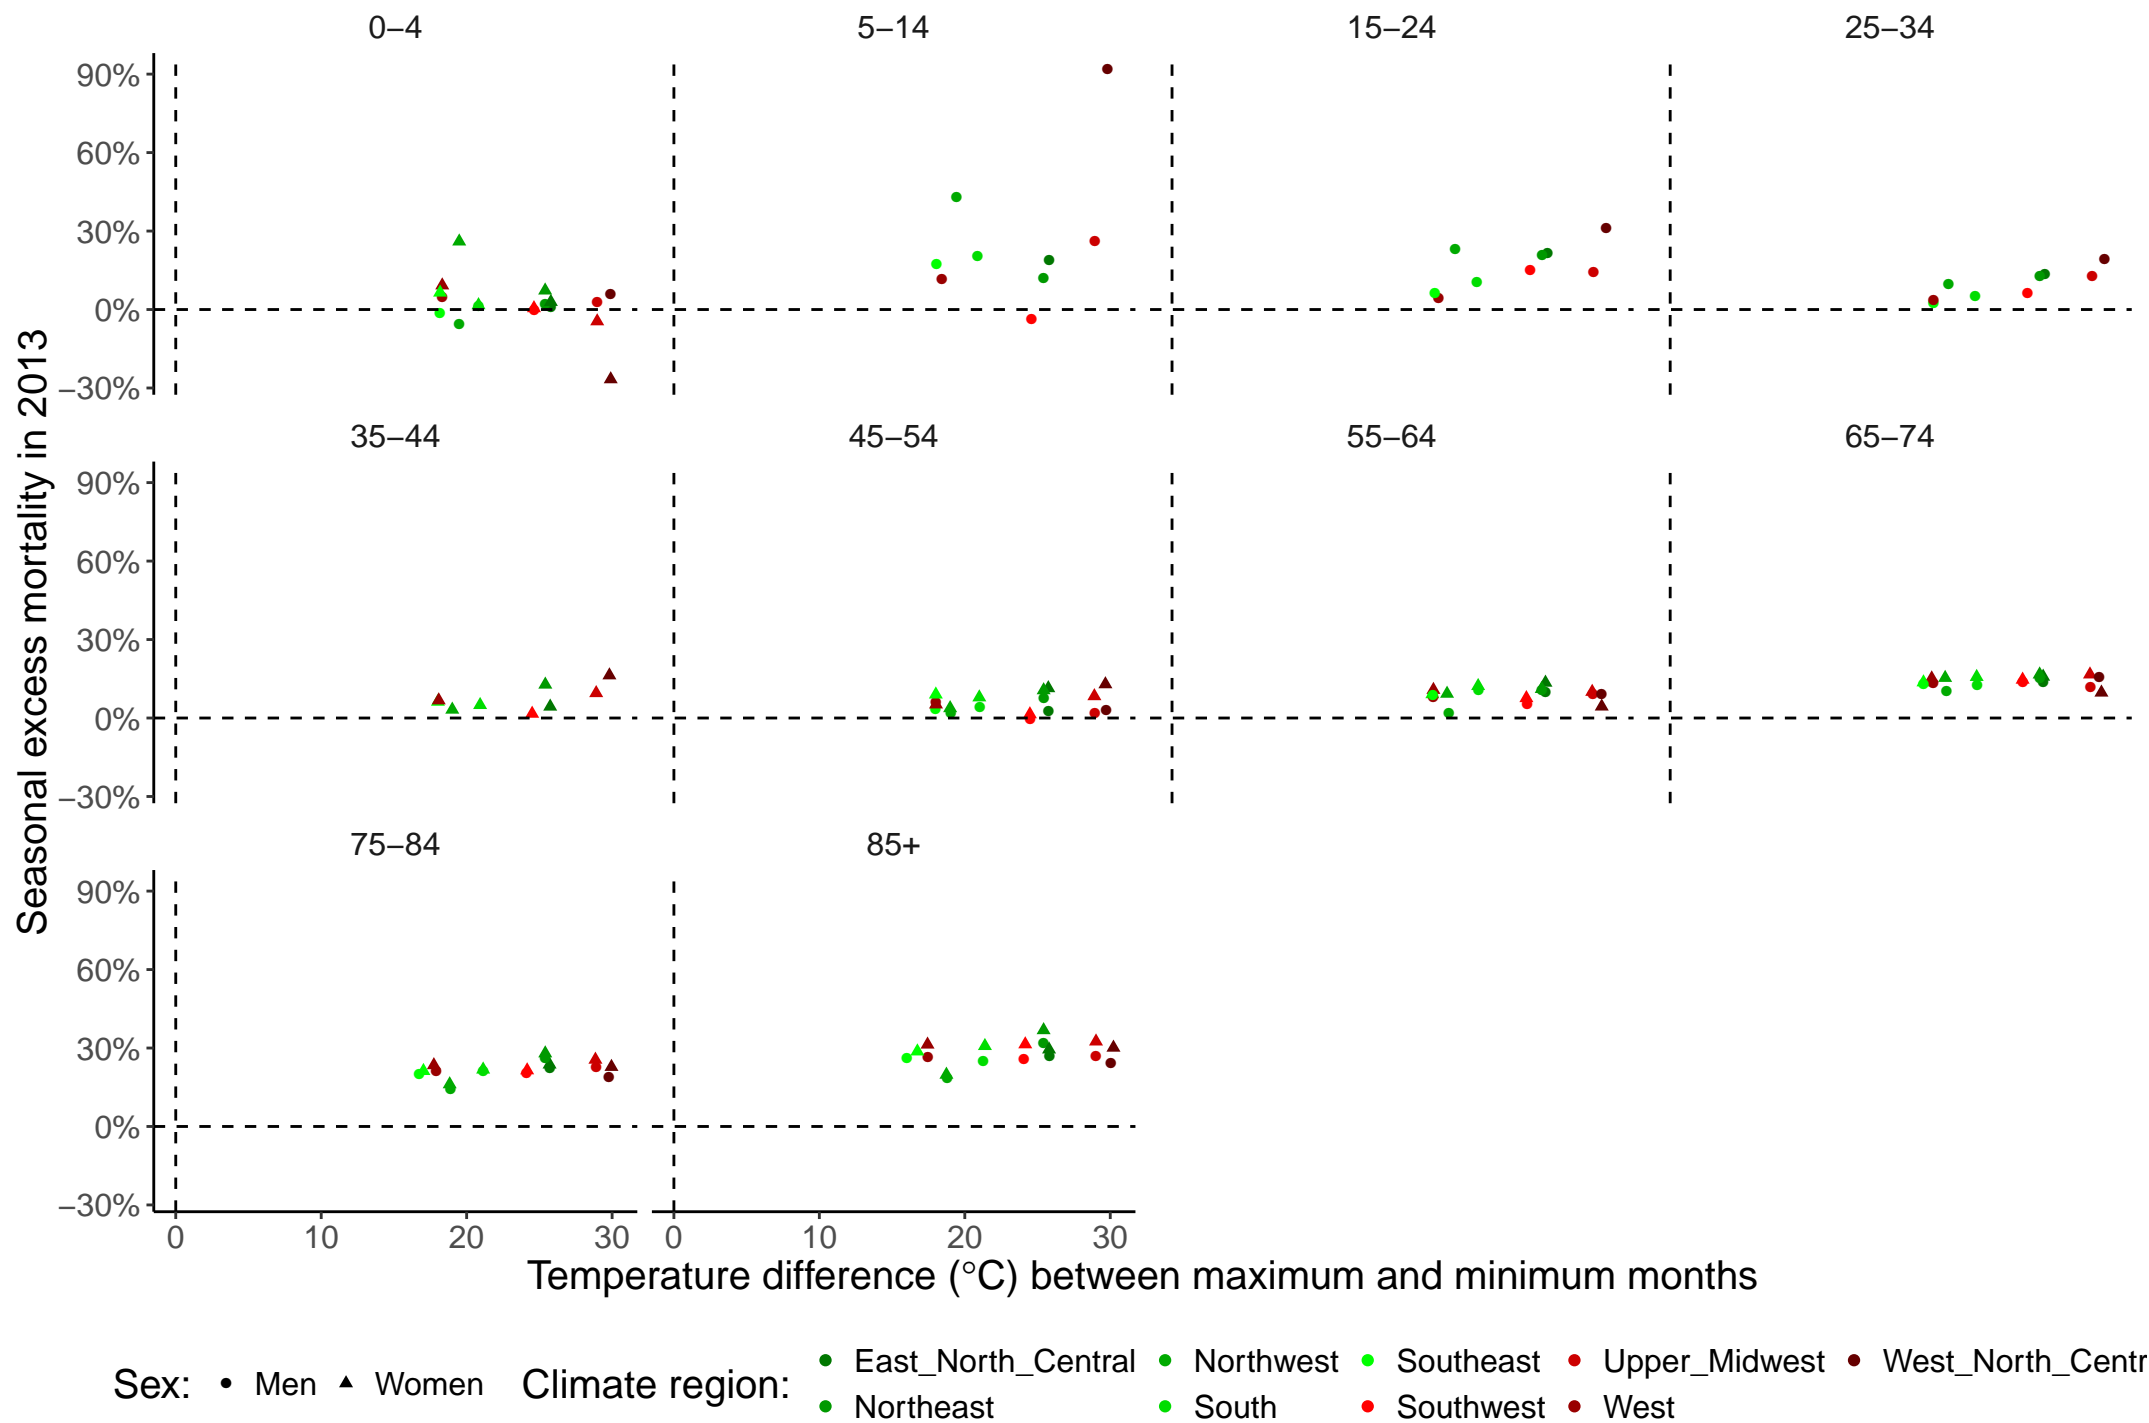 0–4 5–14 15–24 25–34
90%
60%
30%
0%
–30%
35–44 45–54 55–64 65–74
90%
60%
30%
0%
–30%
75–84 85+
90%
60%
30%
0%
–30%
0 10 20 30 0 10 20 30
Seasonal excess mortality in 2013
Temperature difference (°C) between maximum and minimum months
Sex: Men Women Climate region:
East_North_Central Northwest Southeast Upper_Midwest West_North_Centr
Northeast South Southwest West